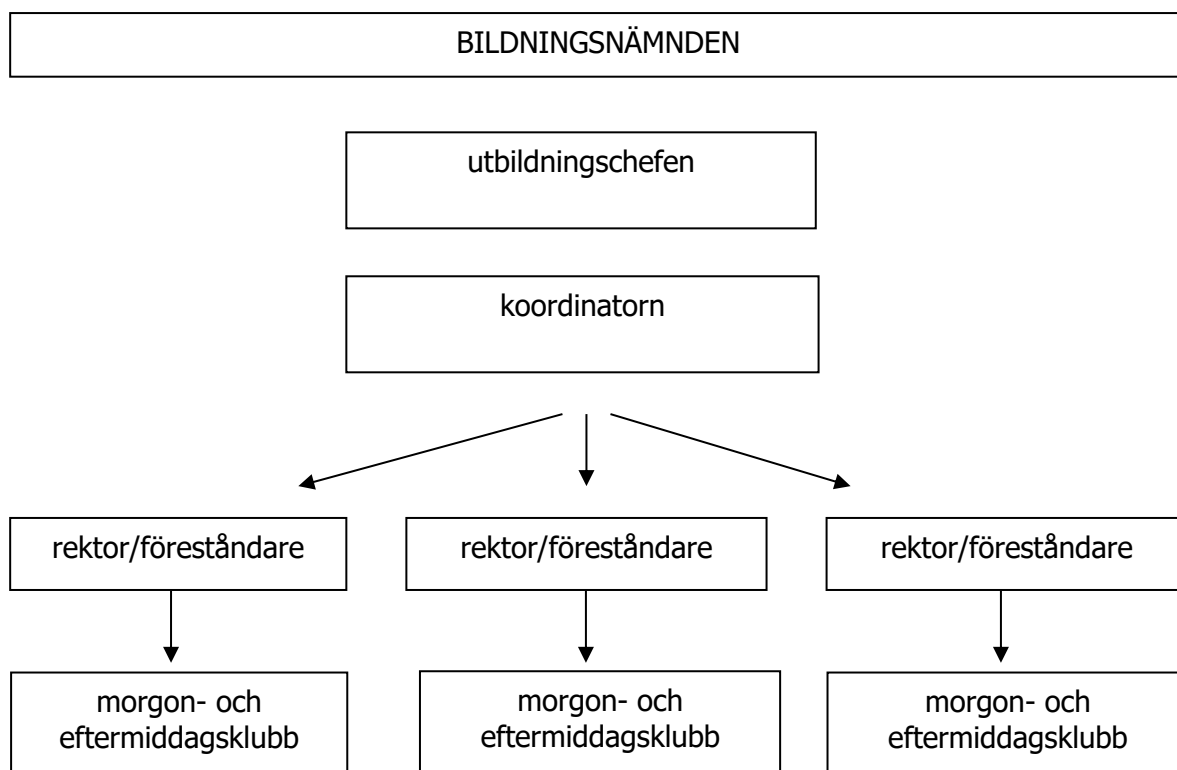 BILDNINGSNÄMNDEN
utbildningschefen
koordinatorn
rektor/föreståndare
rektor/föreståndare
rektor/föreståndare
morgon- och
eftermiddagsklubb
morgon- och
eftermiddagsklubb
morgon- och
eftermiddagsklubb